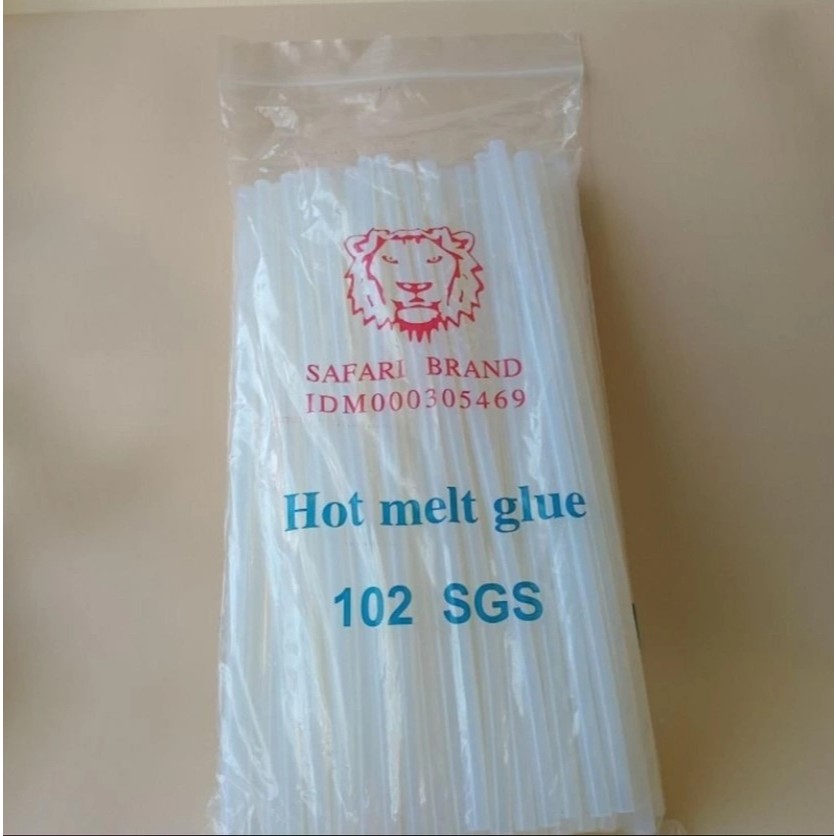 SAFARI BRAND
IDM000305469
Hot melt glue
102 SGS